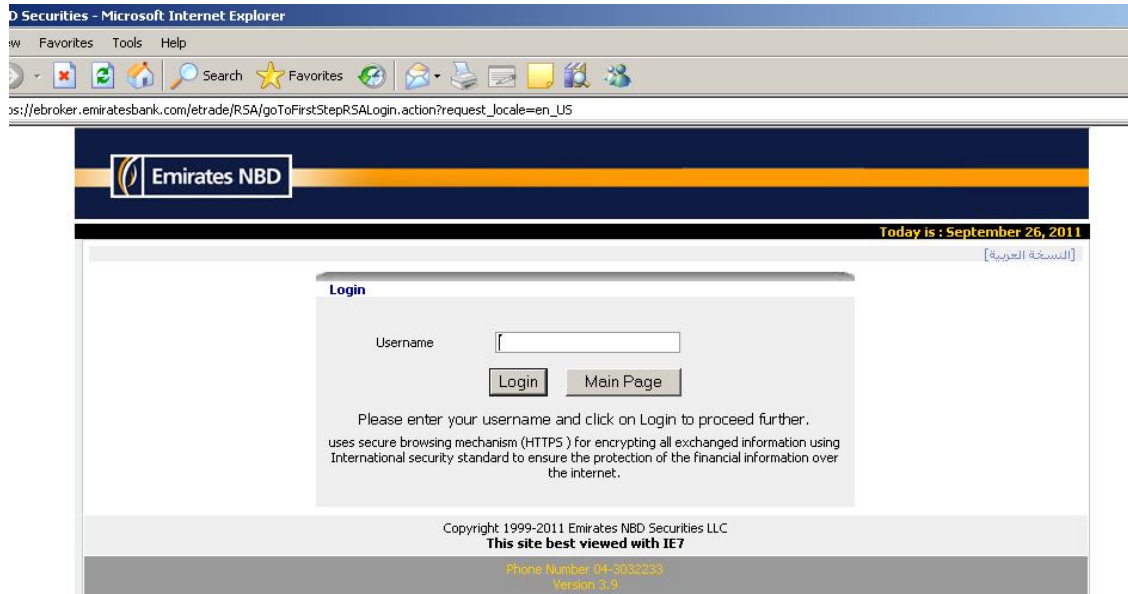 D Securities - Microsoft Internet Explorer
ew Favorites Tools Help
Search Favorites
ps://ebroker.emiratesbank.com/etrade/RSA/goToFirstStepRSALogin.action?request_locale=en_US
Emirates NBD
Today is : September 26, 2011
[النسخة العربية]
Login
Username
Login Main Page
Please enter your username and click on Login to proceed further.
uses secure browsing mechanism (HTTPS ) for encrypting all exchanged information using
International security standard to ensure the protection of the financial information over
the internet.
Copyright 1999-2011 Emirates NBD Securities LLC
This site best viewed with IE7
Phone Number 04-3032233
Version 3.9